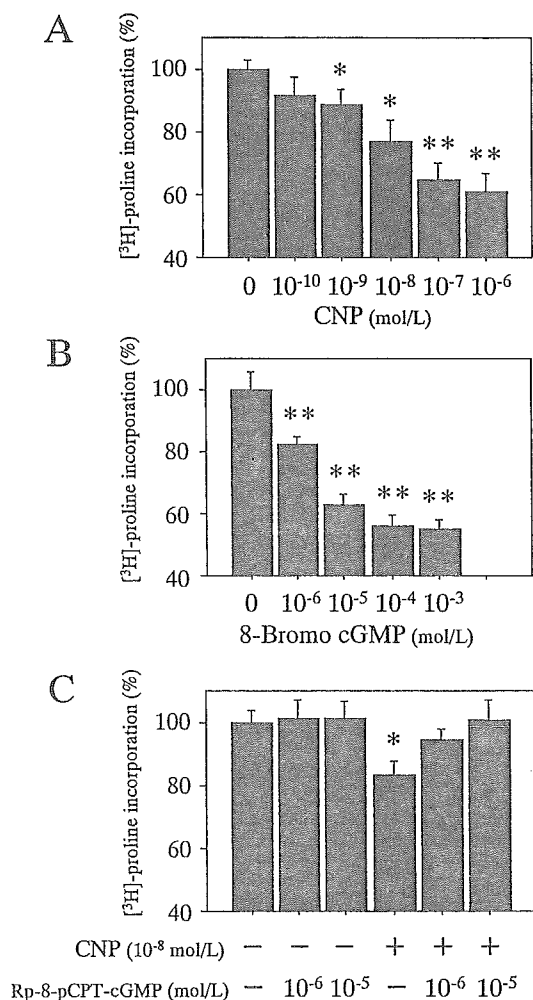 A
[³H]-proline incorporation (%)
100
80
60
40
* * ** **
0 10⁻¹⁰ 10⁻⁹ 10⁻⁸ 10⁻⁷ 10⁻⁶
CNP (mol/L)
B
[³H]-proline incorporation (%)
100
80
60
40
** ** ** **
0 10⁻⁶ 10⁻⁵ 10⁻⁴ 10⁻³
8-Bromo cGMP (mol/L)
C
[³H]-proline incorporation (%)
100
80
60
40
*
CNP (10⁻⁸ mol/L) − − − + + +
Rp-8-pCPT-cGMP (mol/L) − 10⁻⁶ 10⁻⁵ − 10⁻⁶ 10⁻⁵